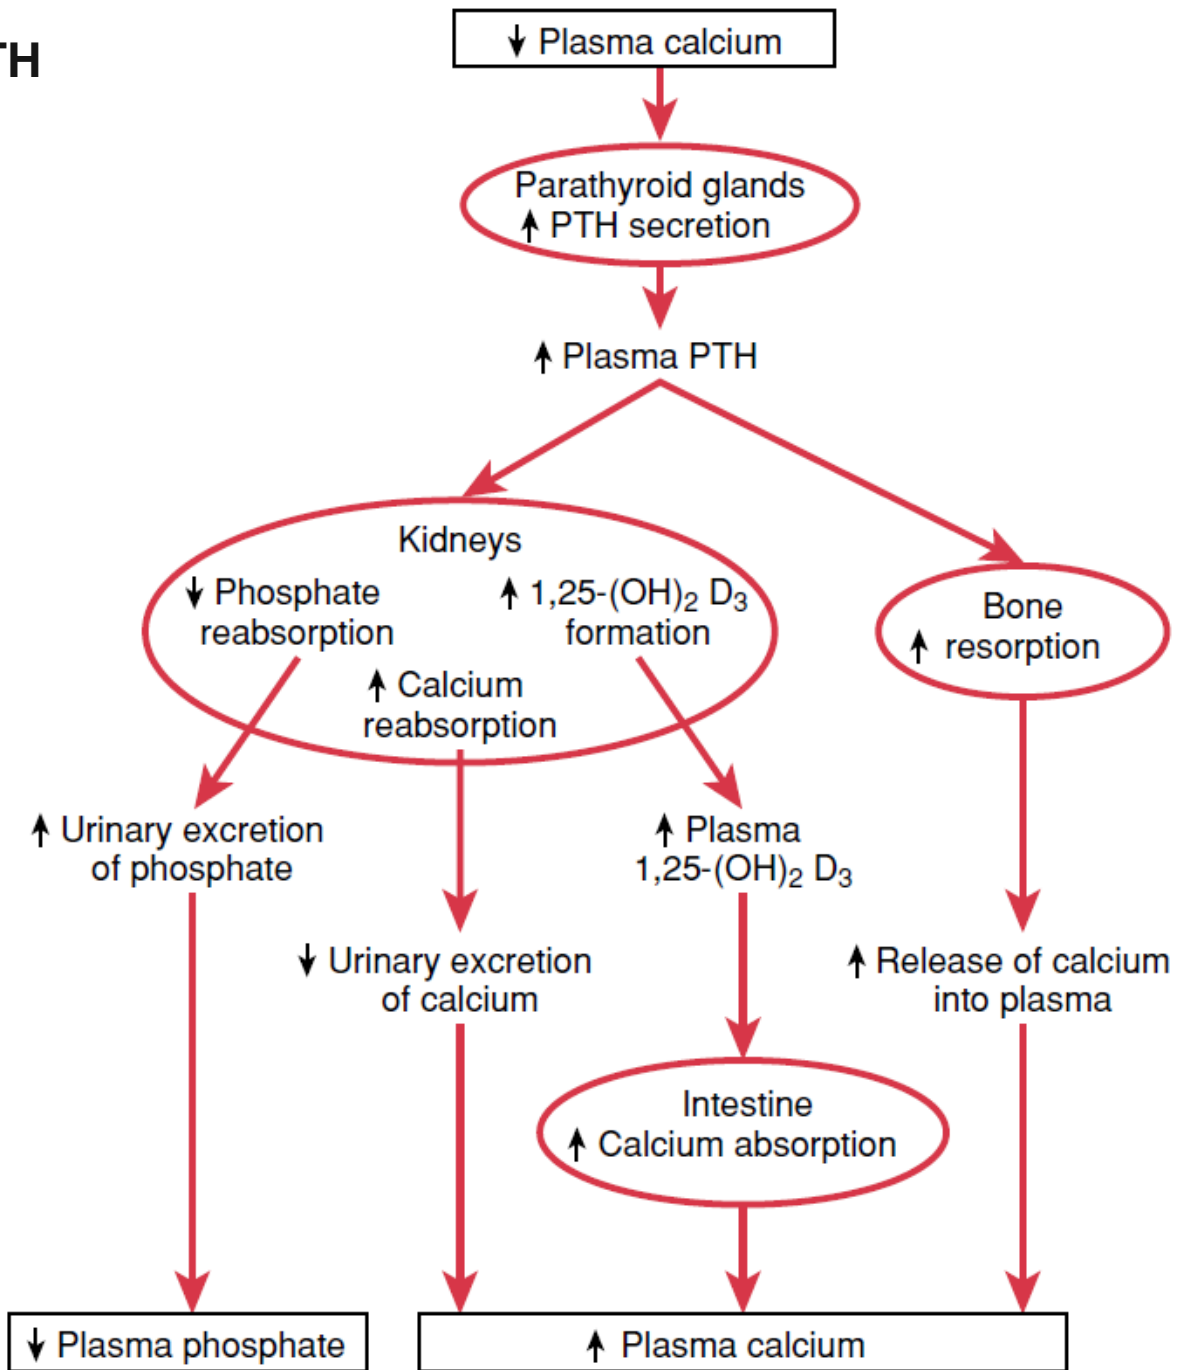 TH
↓ Plasma calcium
Parathyroid glands
↑ PTH secretion
↑ Plasma PTH
Kidneys
↓ Phosphate
reabsorption
↑ 1,25-(OH)₂ D₃
formation
↑ Calcium
reabsorption
Bone
↑ resorption
↑ Urinary excretion
of phosphate
↑ Plasma
1,25-(OH)₂ D₃
↓ Urinary excretion
of calcium
↑ Release of calcium
into plasma
Intestine
↑ Calcium absorption
↓ Plasma phosphate
↑ Plasma calcium